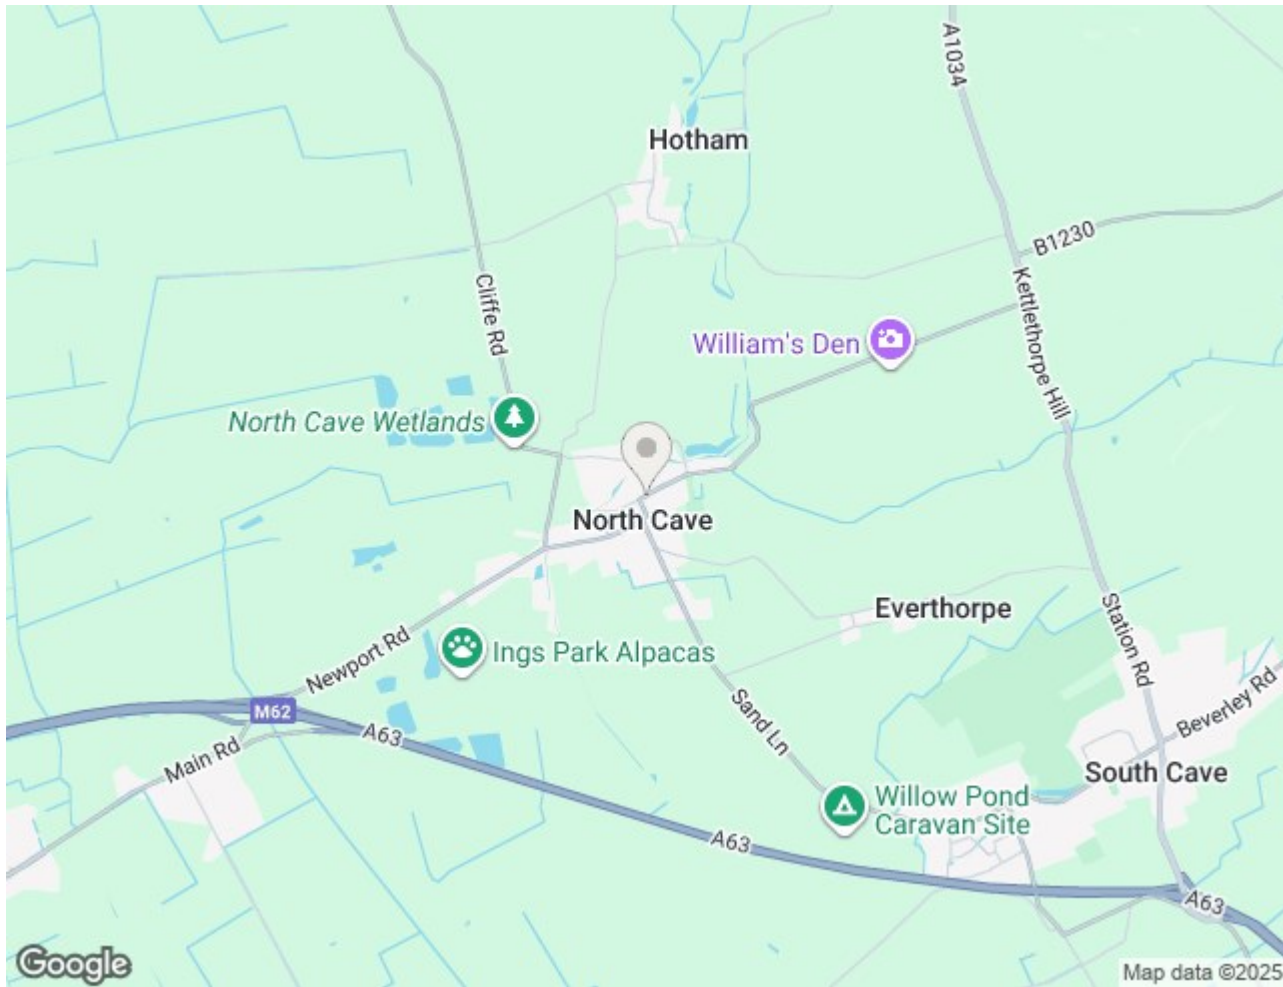 A1034
Hotham
B1230
Cliffe Rd
Kettlethorpe Hill
William's Den
North Cave Wetlands
North Cave
Everthorpe
Station Rd
Newport Rd
Ings Park Alpacas
Sand Ln
Beverley Rd
M62
A63
Main Rd
South Cave
Willow Pond
Caravan Site
A63
A63
Google
Map data ©2025